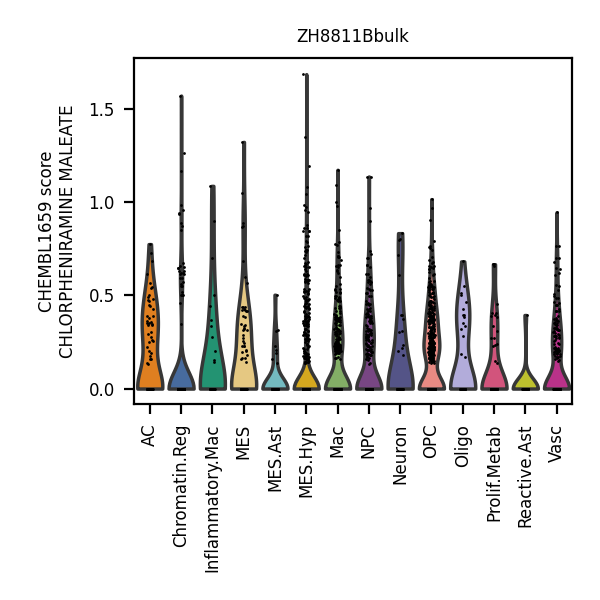 ZH8811Bbulk
CHEMBL1659 score
CHLORPHENIRAMINE MALEATE
1.5
1.0
0.5
0.0
AC
Chromatin.Reg
Inflammatory.Mac
MES
MES.Ast
MES.Hyp
Mac
NPC
Neuron
OPC
Oligo
Prolif.Metab
Reactive.Ast
Vasc